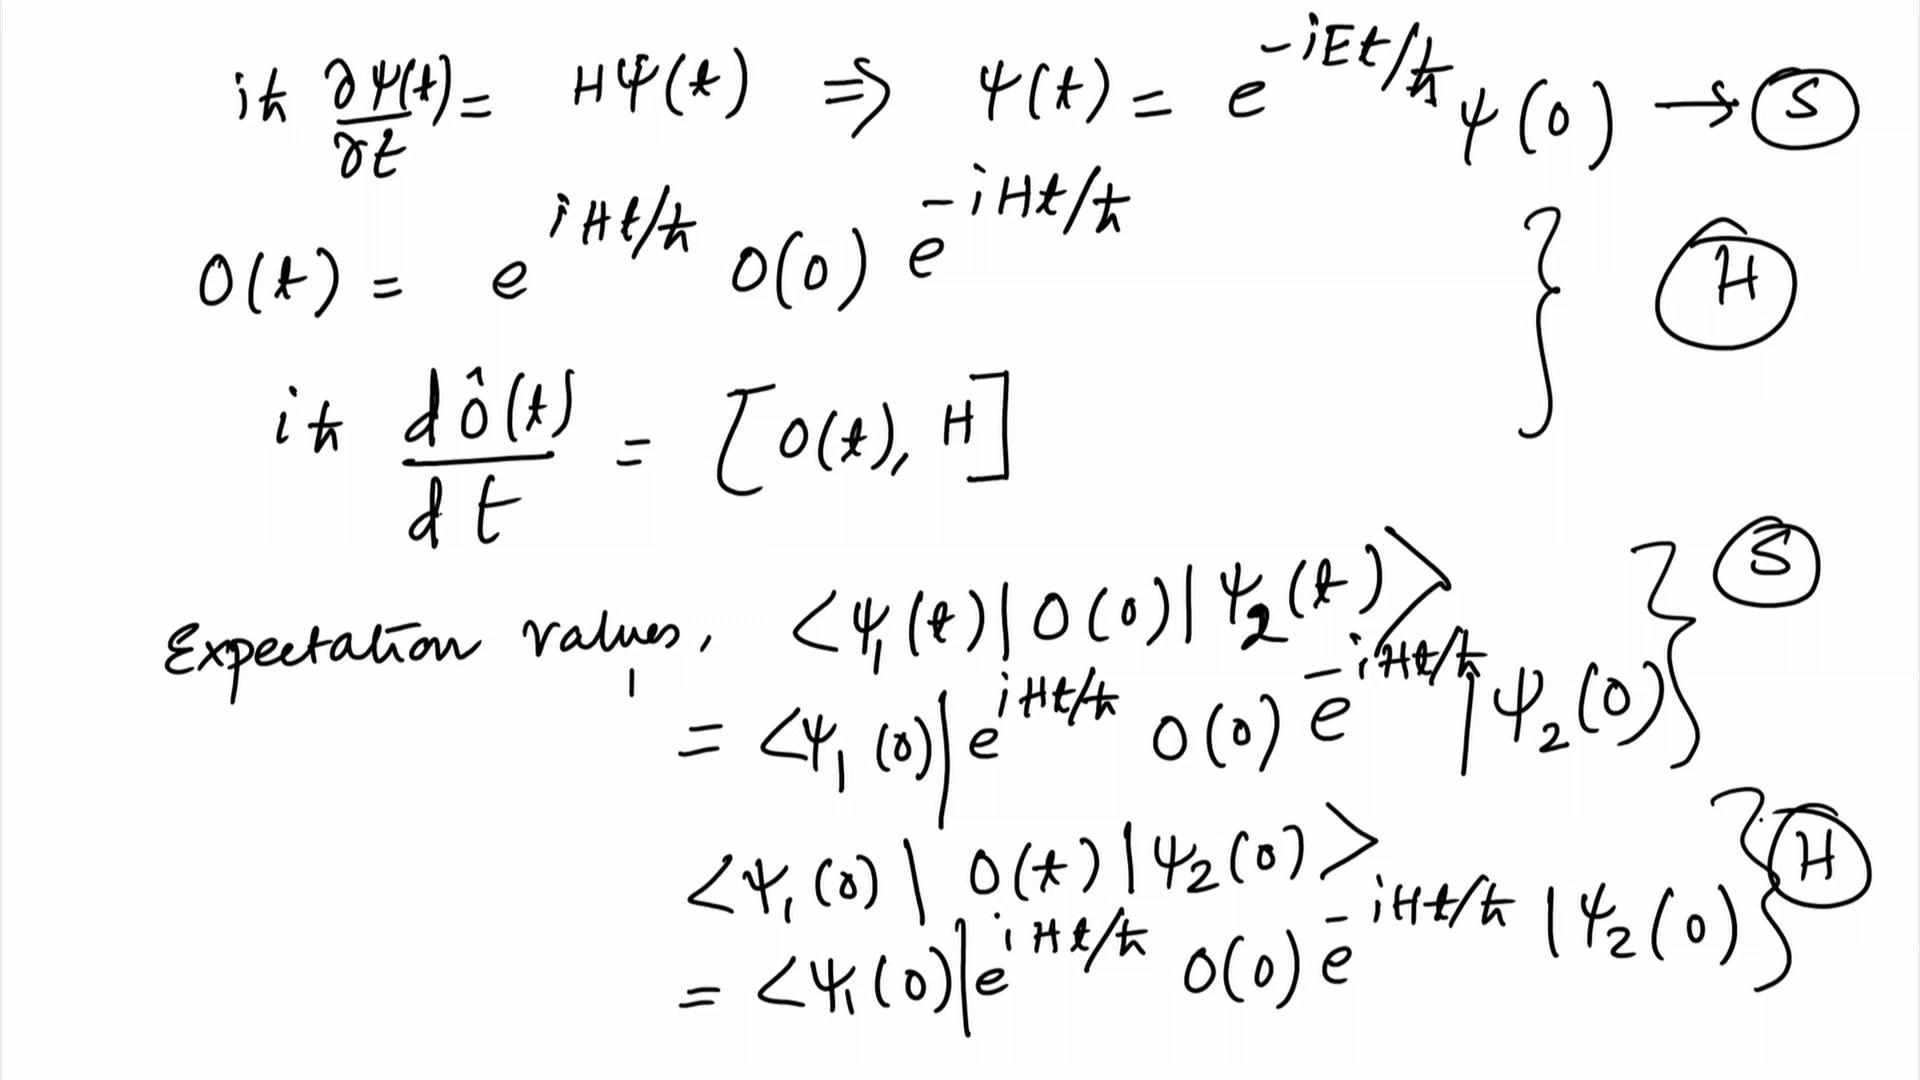 iħ ∂ψ(t)/∂t = Hψ(t) ⇒ ψ(t) = e^{-iEt/ħ} ψ(0) → Ⓢ
O(t) = e^{iHt/ħ} O(0) e^{-iHt/ħ} } Ⓗ
iħ dÔ(t)/dt = [O(t), H]
Expectation values, <ψ₁(t)|O(0)|ψ₂(t)> } Ⓢ
= <ψ₁(0)|e^{iHt/ħ} O(0) e^{-iHt/ħ}|ψ₂(0)
<ψ₁(0)|O(t)|ψ₂(0)> } Ⓗ
= <ψ₁(0)|e^{iHt/ħ} O(0) e^{-iHt/ħ}|ψ₂(0)